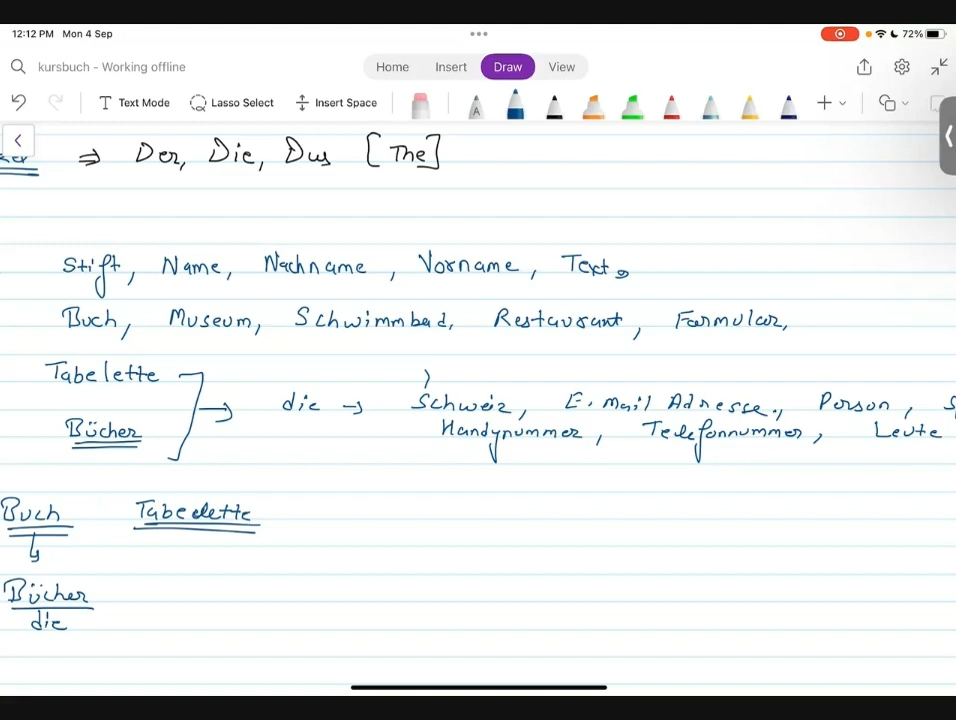 12:12 PM Mon 4 Sep
72%
kursbuch - Working offline
Home Insert Draw View
Text Mode Lasso Select Insert Space
⇒ Der, Die, Das [The]
Stift, Name, Nachname, Vorname, Text.
Buch, Museum, Schwimmbad, Restaurant, Formular,
Tabelette
die → Schweiz, E.Mail Adresse, Person,
Bücher
Handynummer, Telefonnummer, Leute
Buch Tabelette
Bücher
die